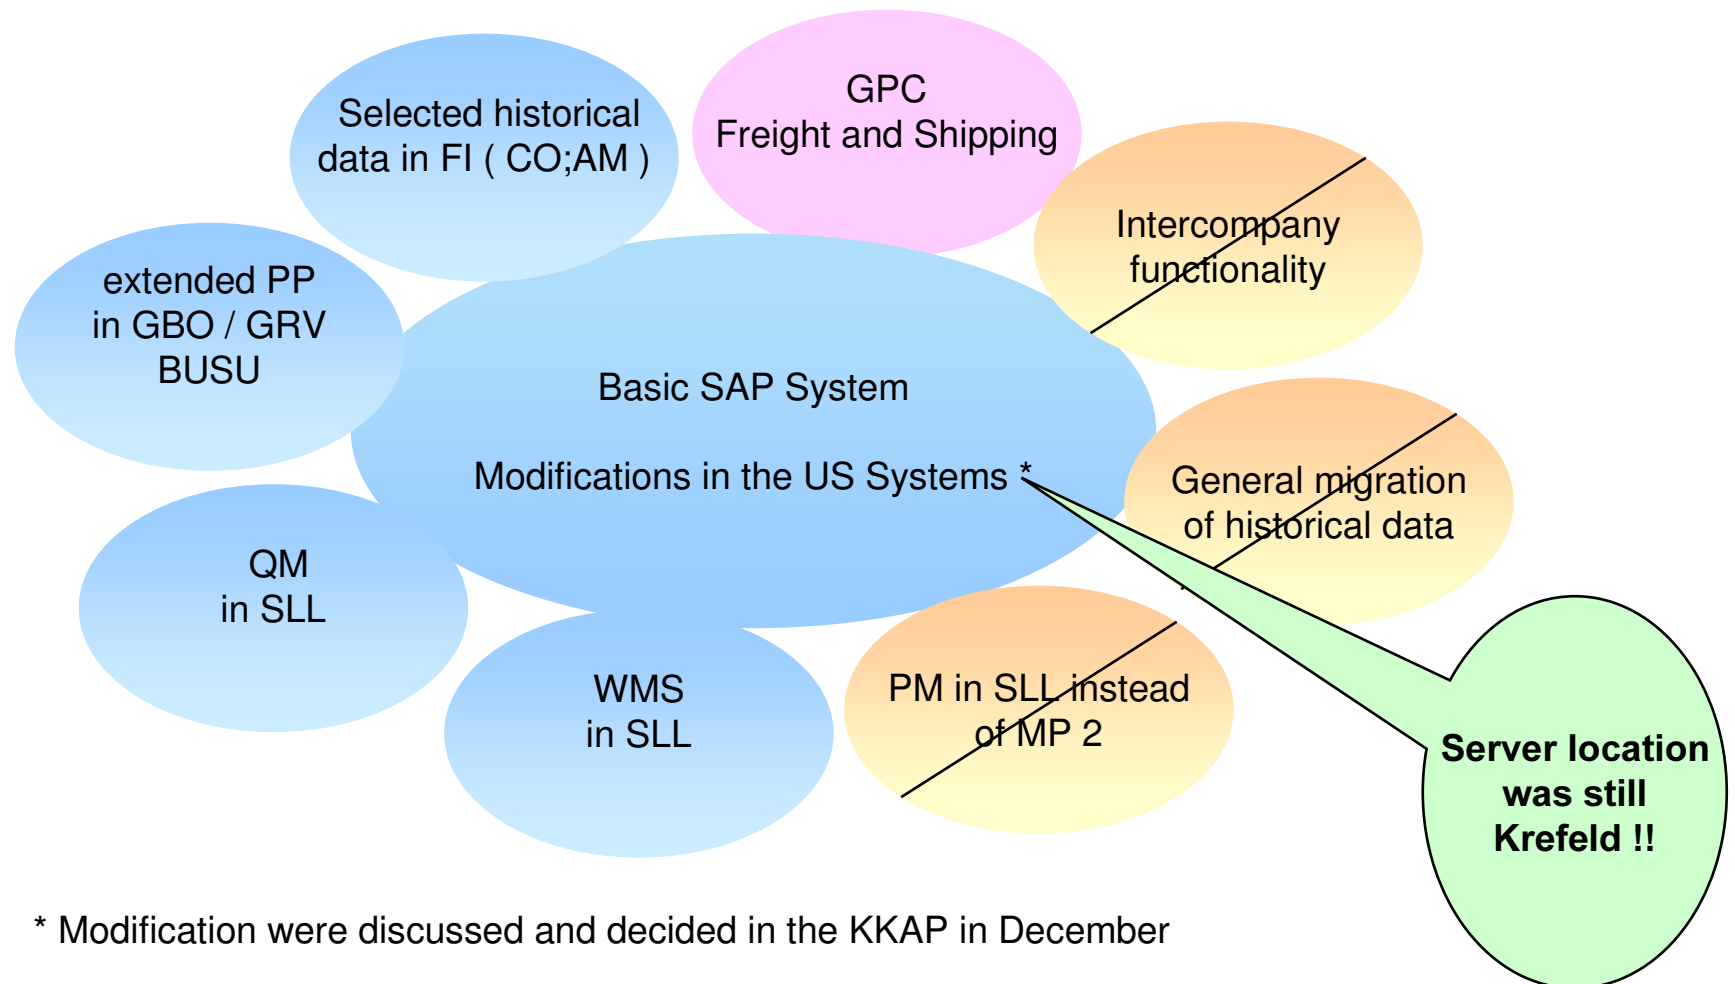 GPC
Freight and Shipping
Selected historical
data in FI ( CO;AM )
Intercompany
functionality
extended PP
in GBO / GRV
BUSU
Basic SAP System
Modifications in the US Systems *
General migration
of historical data
QM
in SLL
WMS
in SLL
PM in SLL instead
of MP 2
Server location
was still
Krefeld !!
* Modification were discussed and decided in the KKAP in December